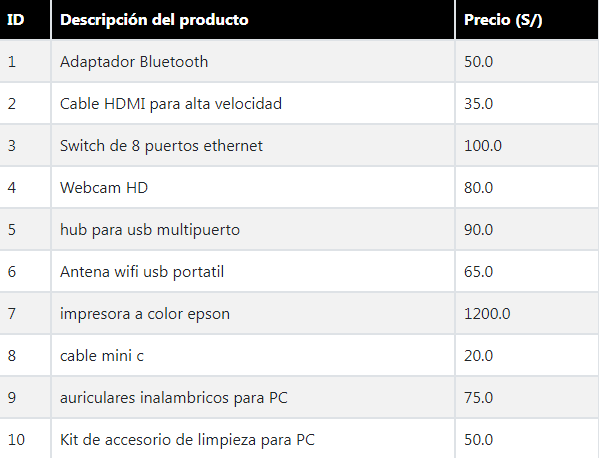 ID Descripción del producto Precio (S/)
1 Adaptador Bluetooth 50.0
2 Cable HDMI para alta velocidad 35.0
3 Switch de 8 puertos ethernet 100.0
4 Webcam HD 80.0
5 hub para usb multipuerto 90.0
6 Antena wifi usb portatil 65.0
7 impresora a color epson 1200.0
8 cable mini c 20.0
9 auriculares inalambricos para PC 75.0
10 Kit de accesorio de limpieza para PC 50.0